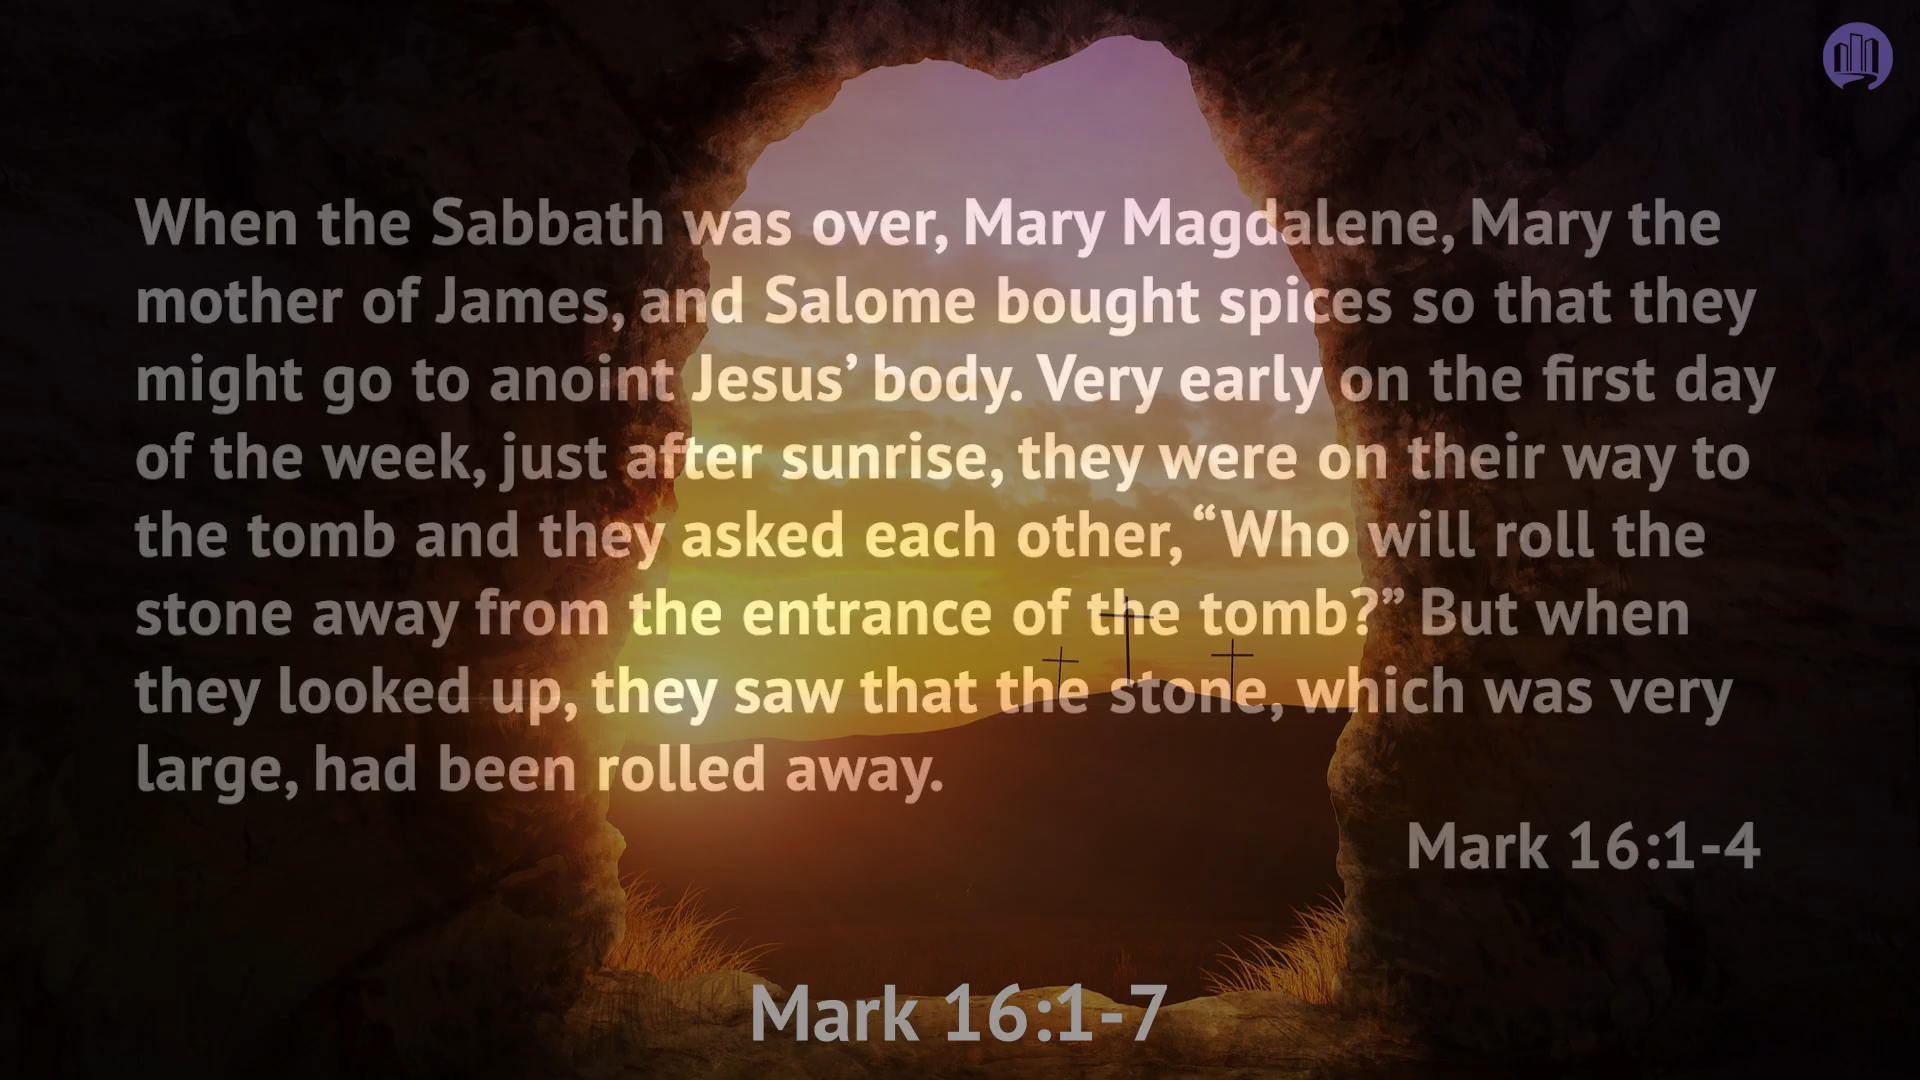 When the Sabbath was over, Mary Magdalene, Mary the
mother of James, and Salome bought spices so that they
might go to anoint Jesus’ body. Very early on the first day
of the week, just after sunrise, they were on their way to
the tomb and they asked each other, “Who will roll the
stone away from the entrance of the tomb?” But when
they looked up, they saw that the stone, which was very
large, had been rolled away.
Mark 16:1-4
Mark 16:1-7